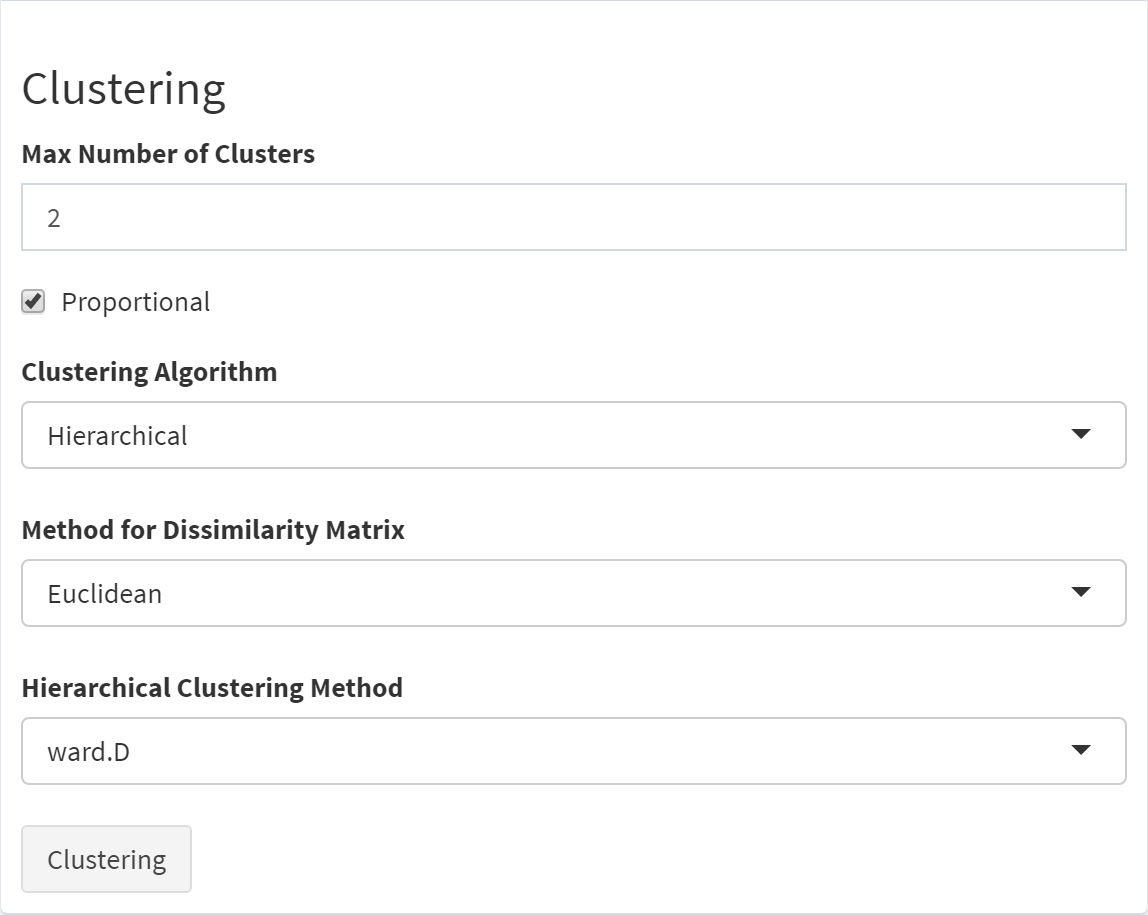 Clustering
Max Number of Clusters
2
Proportional
Clustering Algorithm
Hierarchical
Method for Dissimilarity Matrix
Euclidean
Hierarchical Clustering Method
ward.D
Clustering